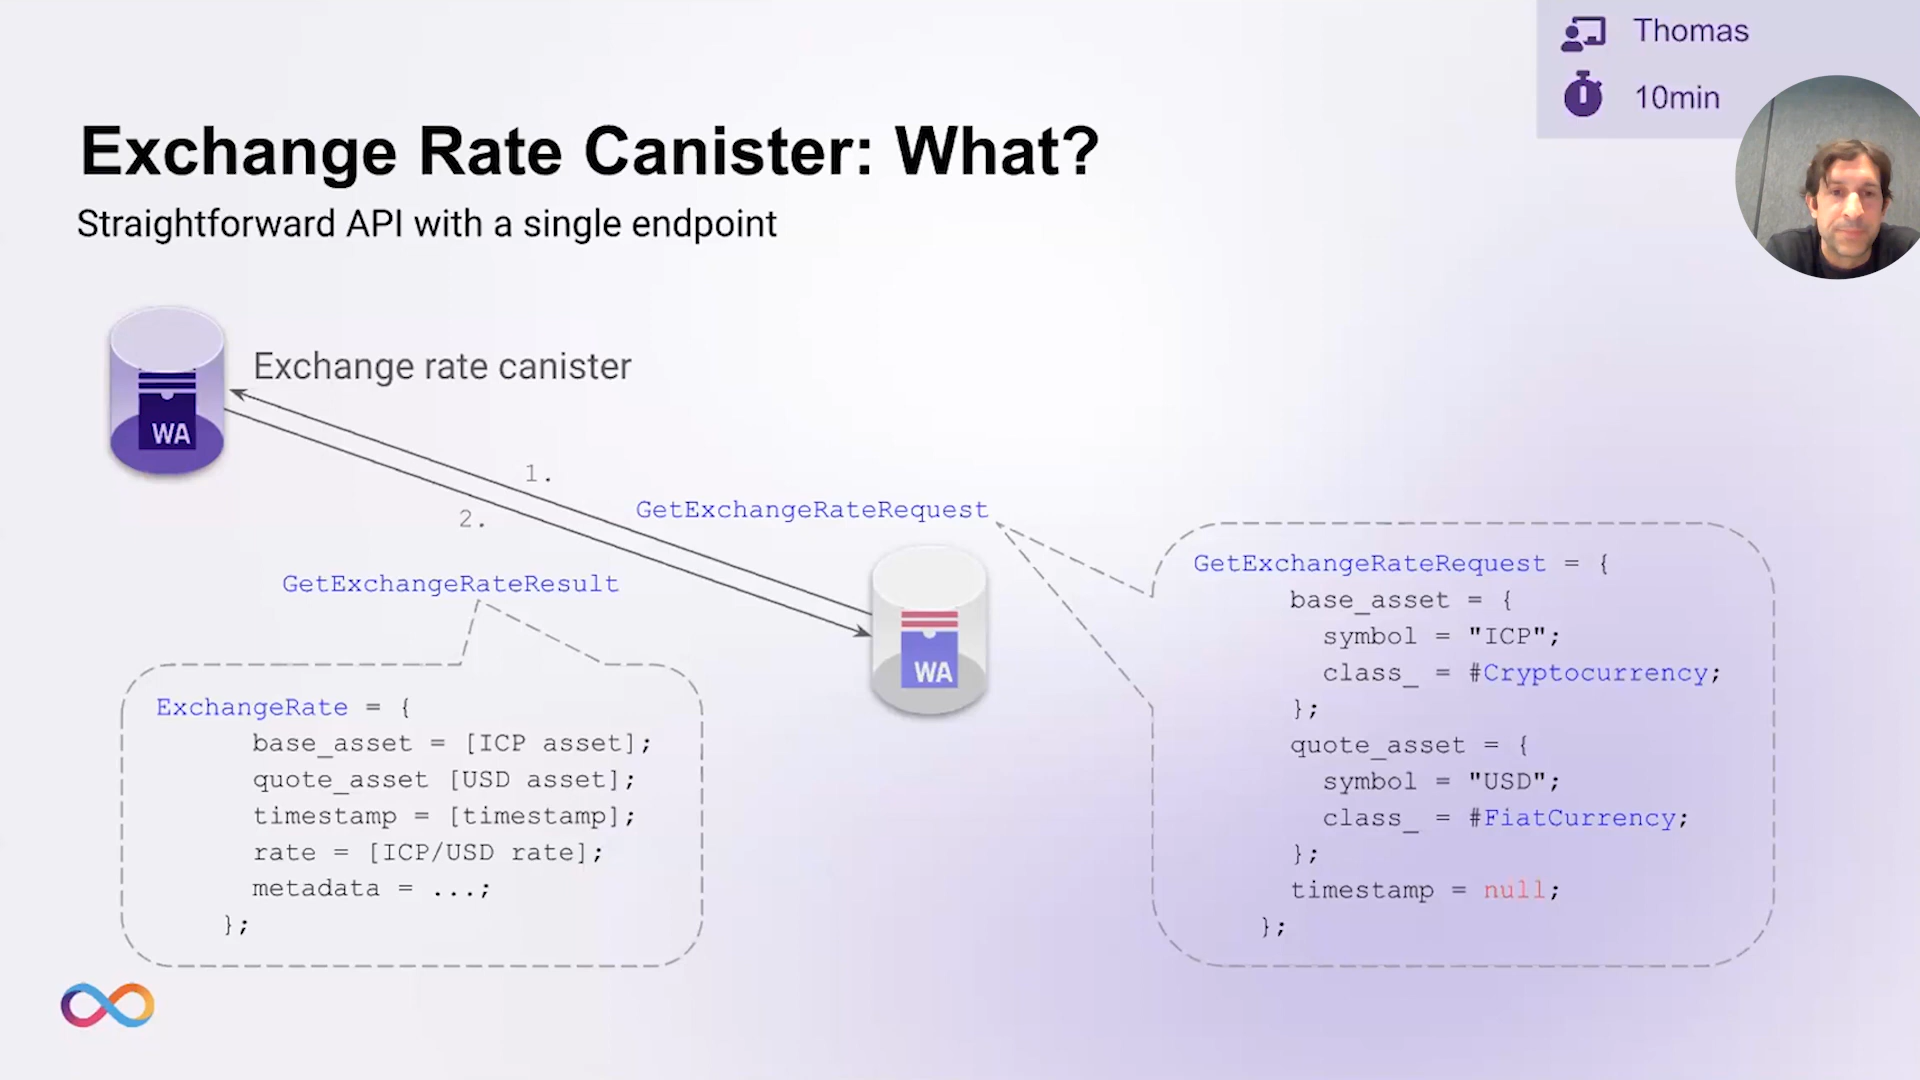 Thomas
10min
Exchange Rate Canister: What?
Straightforward API with a single endpoint
Exchange rate canister
WA
1.
2.
GetExchangeRateRequest
GetExchangeRateResult
WA
GetExchangeRateRequest = {
base_asset = {
symbol = "ICP";
class_ = #Cryptocurrency;
};
quote_asset = {
symbol = "USD";
class_ = #FiatCurrency;
};
timestamp = null;
};
ExchangeRate = {
base_asset = [ICP asset];
quote_asset [USD asset];
timestamp = [timestamp];
rate = [ICP/USD rate];
metadata = ...;
};